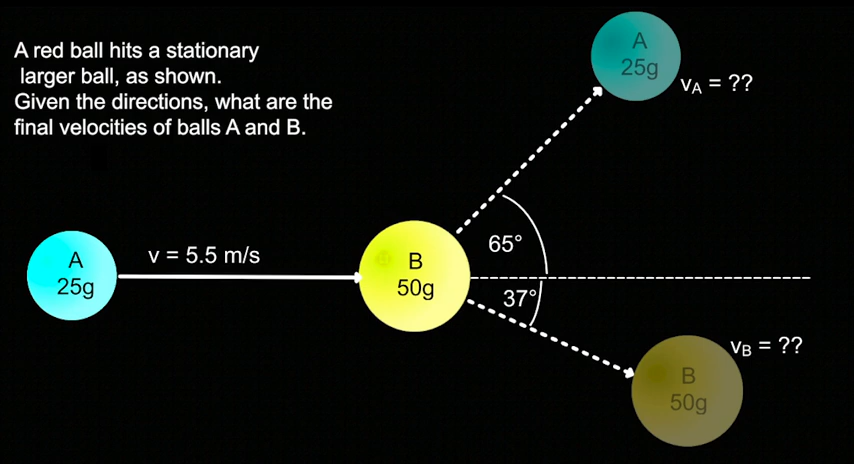 A red ball hits a stationary
larger ball, as shown.
Given the directions, what are the
final velocities of balls A and B.
A
25g
vA = ??
A
25g
v = 5.5 m/s
B
50g
65°
37°
vB = ??
B
50g